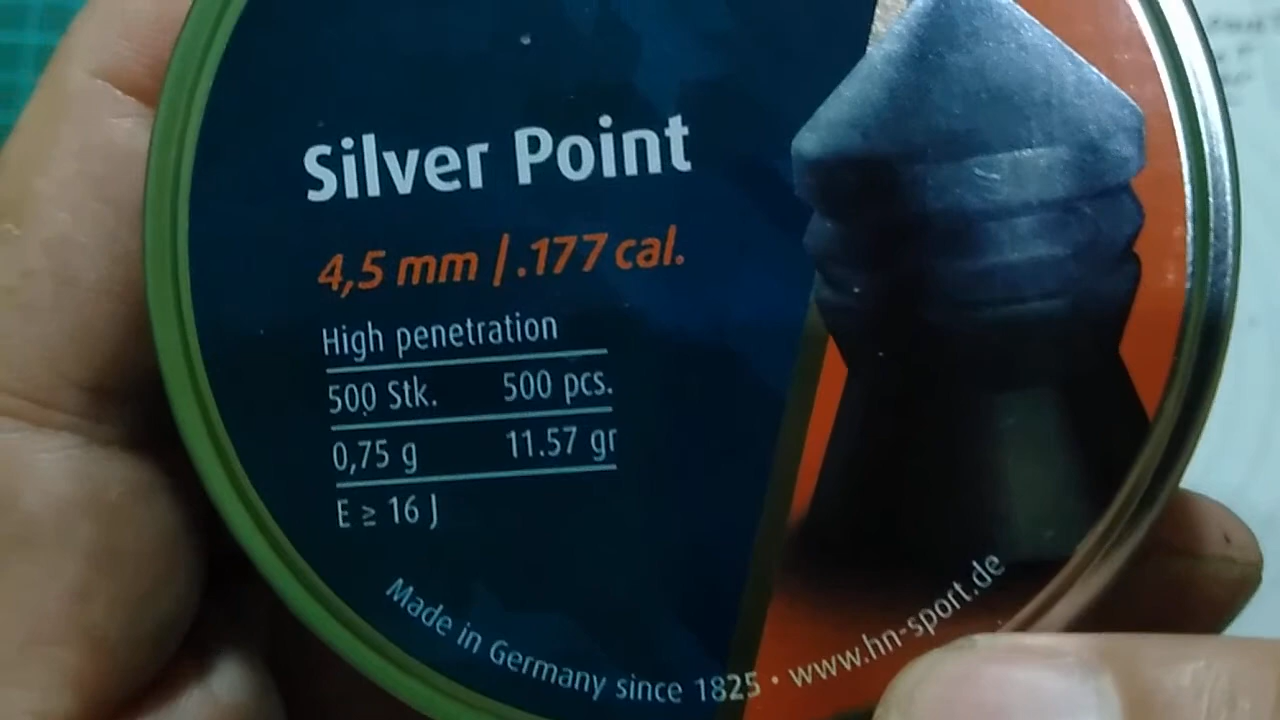 Silver Point
4,5 mm / .177 cal.
High penetration
500 Stk. 500 pcs.
0,75 g 11.57 gr
E ≥ 16 J
Made in Germany since 1825 · www.hn-sport.de